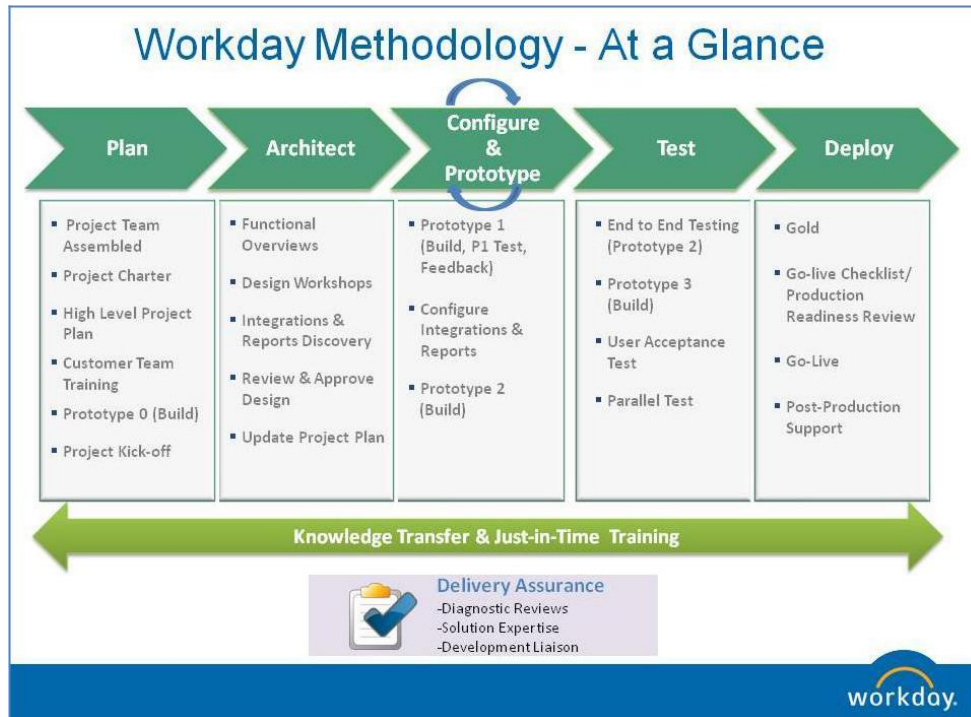 Workday Methodology - At a Glance
Plan
Architect
Configure
&
Prototype
Test
Deploy
▪ Project Team
Assembled
▪ Project Charter
▪ High Level Project
Plan
▪ Customer Team
Training
▪ Prototype 0 (Build)
▪ Project Kick-off
▪ Functional
Overviews
▪ Design Workshops
▪ Integrations &
Reports Discovery
▪ Review & Approve
Design
▪ Update Project Plan
▪ Prototype 1
(Build, P1 Test,
Feedback)
▪ Configure
Integrations &
Reports
▪ Prototype 2
(Build)
▪ End to End Testing
(Prototype 2)
▪ Prototype 3
(Build)
▪ User Acceptance
Test
▪ Parallel Test
▪ Gold
▪ Go-live Checklist/
Production
Readiness Review
▪ Go-Live
▪ Post-Production
Support
Knowledge Transfer & Just-in-Time Training
Delivery Assurance
-Diagnostic Reviews
-Solution Expertise
-Development Liaison
workday.